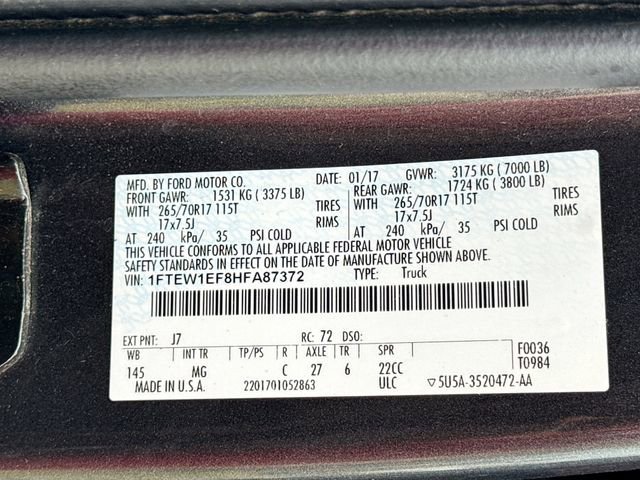 MFD. BY FORD MOTOR CO. DATE: 01/17 GVWR: 3175 KG ( 7000 LB)
FRONT GAWR: 1531 KG ( 3375 LB) REAR GAWR: 1724 KG ( 3800 LB)
WITH 265/70R17 115T TIRES WITH 265/70R17 115T TIRES
17x7.5J RIMS 17x7.5J RIMS
AT 240 kPa/ 35 PSI COLD AT 240 kPa/ 35 PSI COLD
THIS VEHICLE CONFORMS TO ALL APPLICABLE FEDERAL MOTOR VEHICLE
SAFETY STANDARDS IN EFFECT ON THE DATE OF MANUFACTURE SHOWN ABOVE.
VIN: 1FTEW1EF8HFA87372 TYPE: Truck
EXT PNT: J7 RC: 72 DSO:
WB INT TR TP/PS R AXLE TR SPR F0036
145 MG C 27 6 22CC T0984
MADE IN U.S.A. 2201701052863 ULC ▽5U5A-3520472-AA